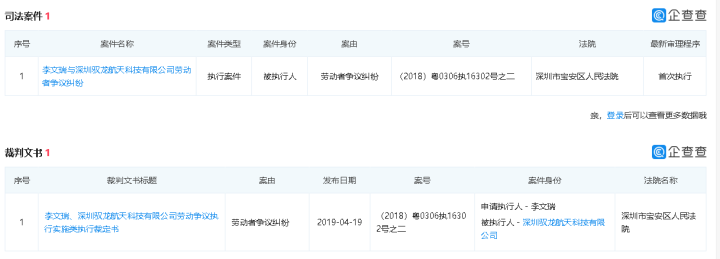 司法案件 1
企查查
序号 案件名称 案件类型 案件身份 案由 案号 法院 最新审理程序
1 李文瑞与深圳驭龙航天科技有限公司劳动者争议纠纷 执行案件 被执行人 劳动者争议纠纷 （2018）粤0306执16302号之二 深圳市宝安区人民法院 首次执行
亲，登录后可以查看更多数据哦
裁判文书 1
企查查
序号 裁判文书标题 案由 发布日期 案号 案件身份 法院名称
1 李文瑞、深圳驭龙航天科技有限公司劳动争议执行实施类执行裁定书 劳动者争议纠纷 2019-04-19 （2018）粤0306执16302号之二 申请执行人 - 李文瑞 被执行人 - 深圳驭龙航天科技有限公司 深圳市宝安区人民法院